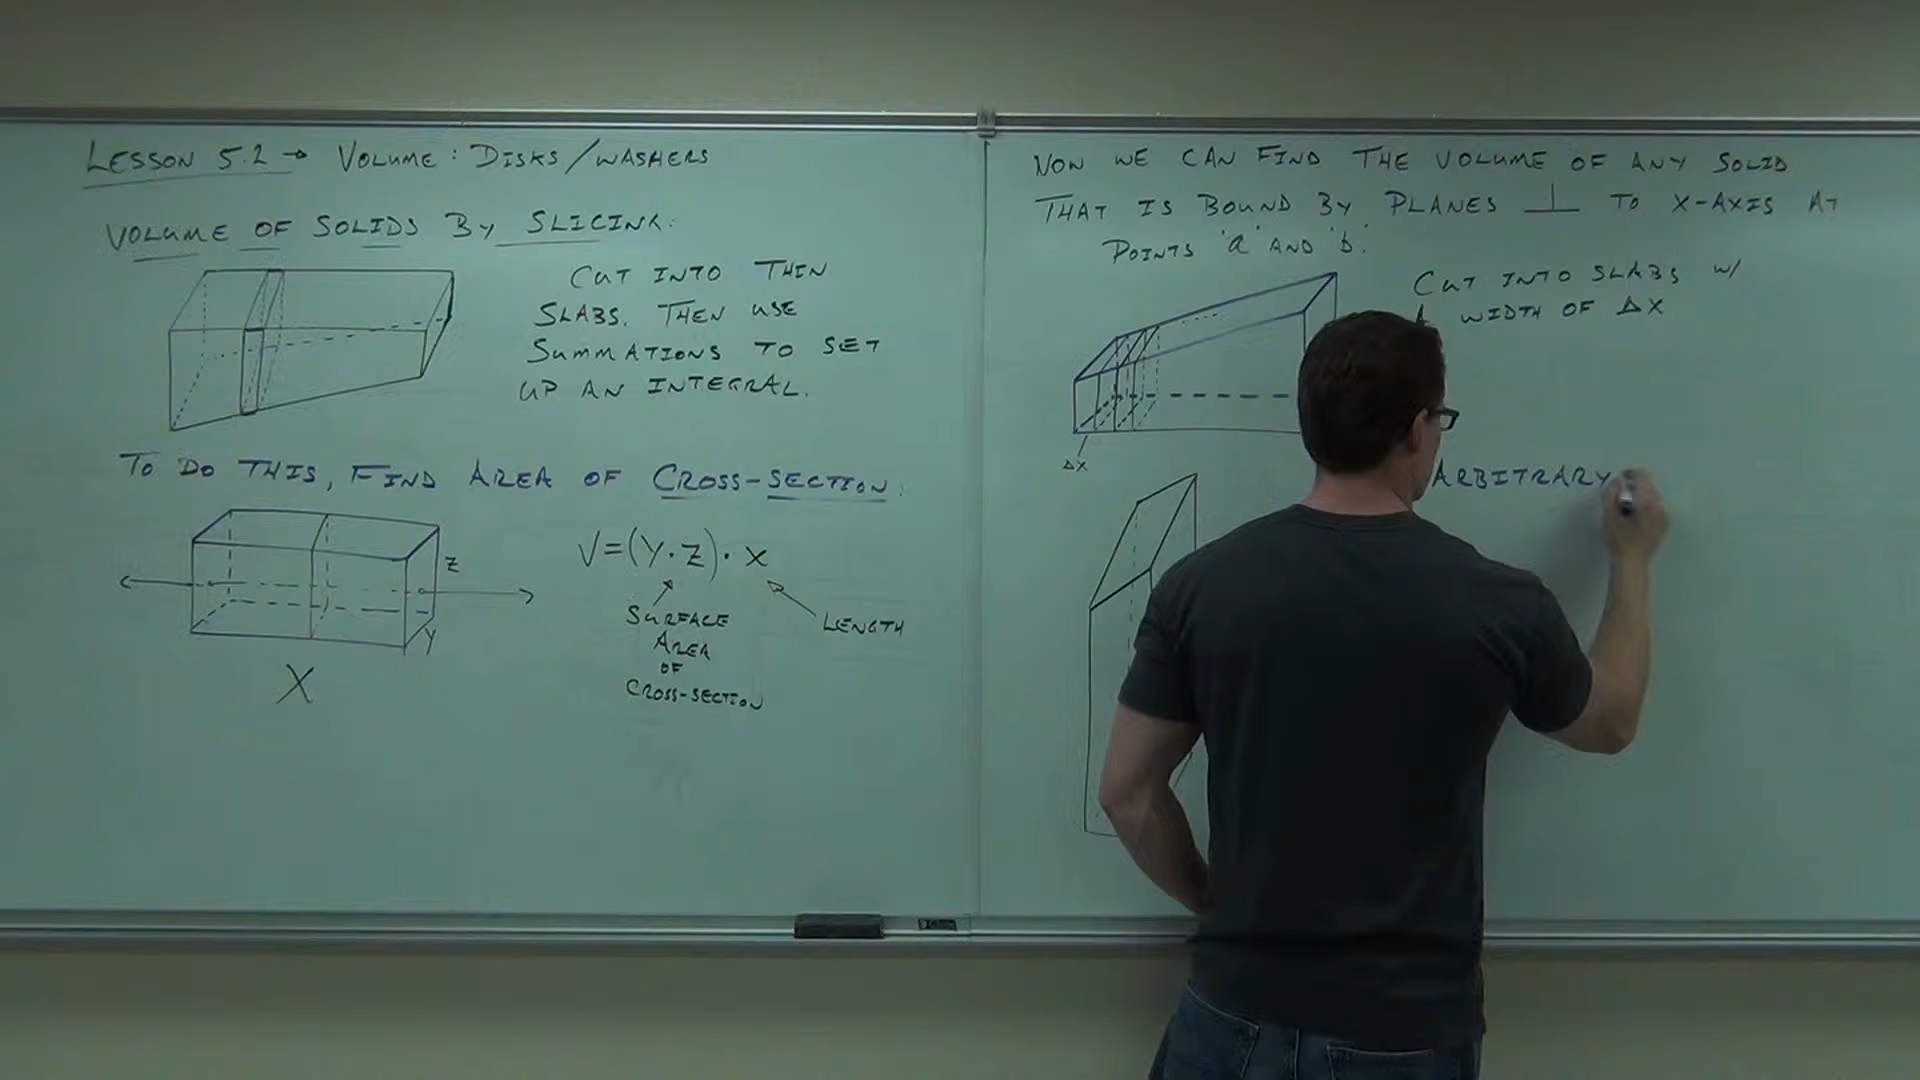 LESSON 5.2 → VOLUME: DISKS/WASHERS
VOLUME OF SOLIDS BY SLICING:
CUT INTO THIN
SLABS. THEN USE
SUMMATIONS TO SET
UP AN INTEGRAL.
TO DO THIS, FIND AREA OF CROSS-SECTION:
Z
Y
X
V=(Y·Z)·X
SURFACE
AREA
OF
CROSS-SECTION
LENGTH
NOW WE CAN FIND THE VOLUME OF ANY SOLID
THAT IS BOUND BY PLANES ⊥ TO X-AXIS AT
POINTS 'a' AND 'b'.
CUT INTO SLABS W/
A WIDTH OF ΔX
ΔX
ARBITRARY